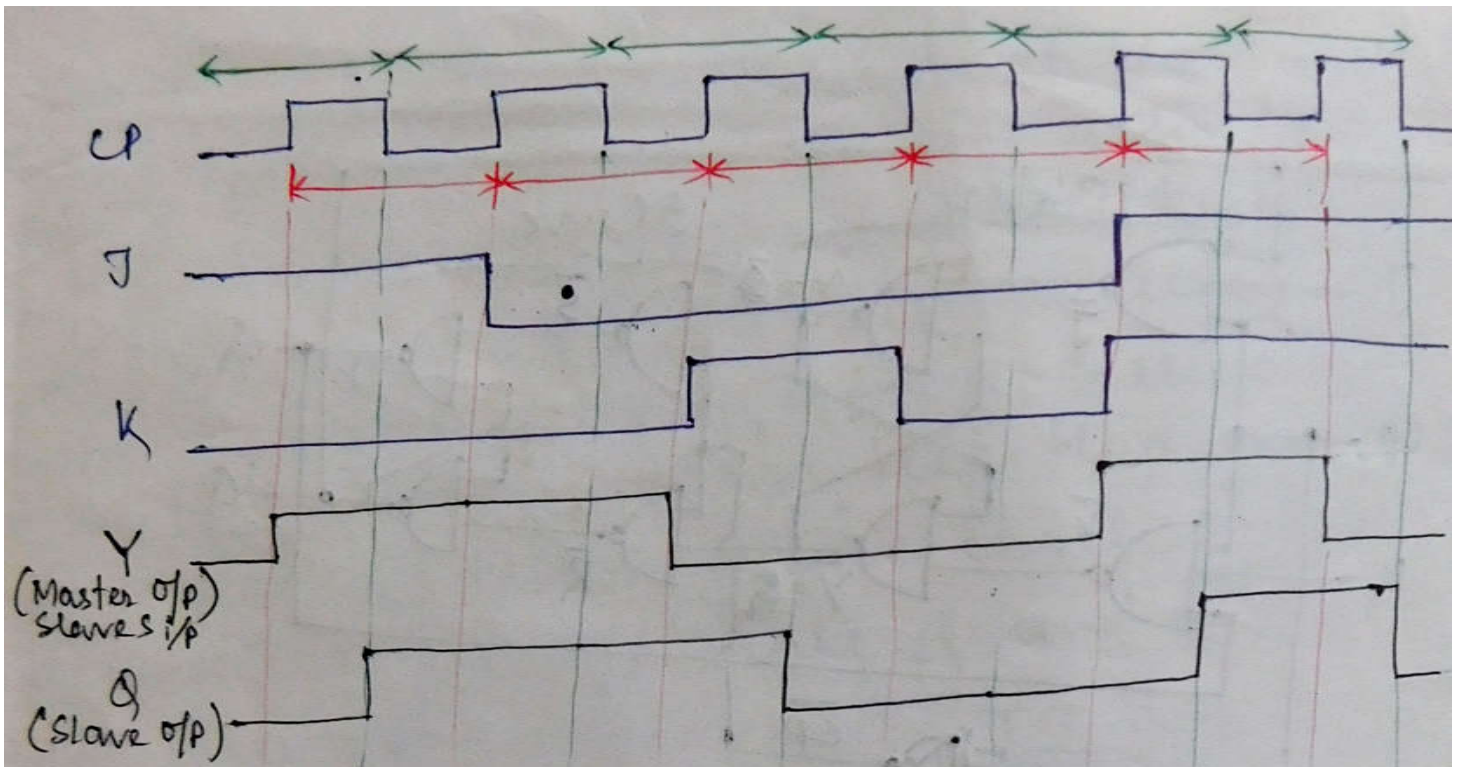 CP
J
K
Y
(Master O/P)
Slaves i/p
Q
(Slave O/P)